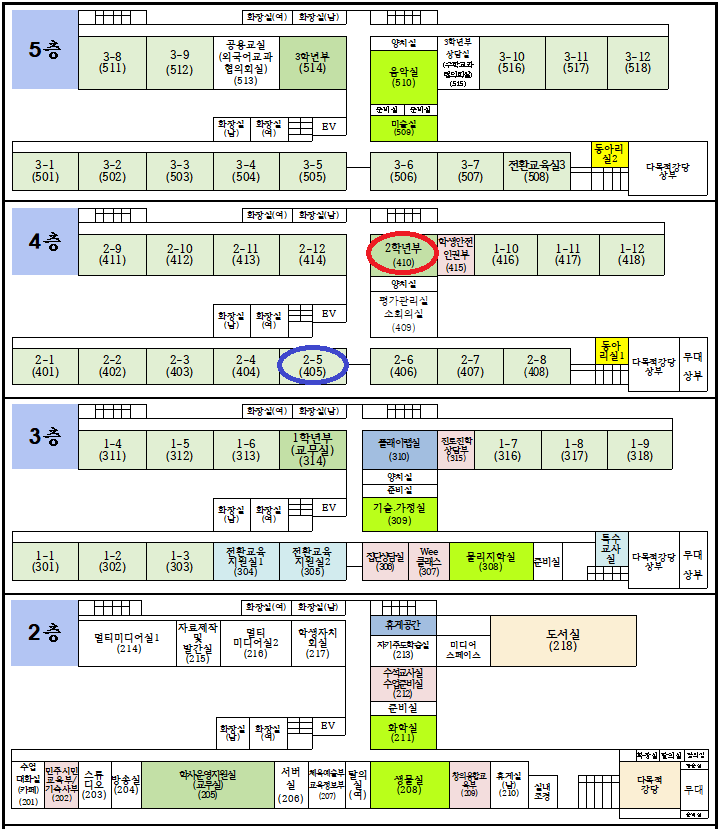 5층
화장실(여) 화장실(남)
3-8
(511)
3-9
(512)
공용교실
(외국어교과
협의회실)
(513)
3학년부
(514)
양치실
음악실
(510)
준비실 준비실
미술실
(509)
3학년부
상담실
(수학교과
협의회실)
(515)
3-10
(516)
3-11
(517)
3-12
(518)
화장실
(남)
화장실
(여)
EV
3-1
(501)
3-2
(502)
3-3
(503)
3-4
(504)
3-5
(505)
3-6
(506)
3-7
(507)
전환교육실3
(508)
동아리
실2
다목적강당
상부
4층
화장실(여) 화장실(남)
2-9
(411)
2-10
(412)
2-11
(413)
2-12
(414)
2학년부
(410)
학생안전
인권부
(415)
1-10
(416)
1-11
(417)
1-12
(418)
양치실
평가관리실
소회의실
(409)
화장실
(남)
화장실
(여)
EV
2-1
(401)
2-2
(402)
2-3
(403)
2-4
(404)
2-5
(405)
2-6
(406)
2-7
(407)
2-8
(408)
동아
리실1
다목적강당
상부
무대
상부
3층
화장실(여) 화장실(남)
1-4
(311)
1-5
(312)
1-6
(313)
1학년부
(교무실)
(314)
플레이랩실
(310)
진로진학
상담부
(315)
1-7
(316)
1-8
(317)
1-9
(318)
양치실
준비실
기술.가정실
(309)
화장실
(남)
화장실
(여)
EV
1-1
(301)
1-2
(302)
1-3
(303)
전환교육
지원실1
(304)
전환교육
지원실2
(305)
집단상담실
(306)
Wee
클래스
(307)
물리지학실
(308)
준비실
특수
교사
실
다목적강당
상부
무대
상부
2층
화장실(여) 화장실(남)
멀티미디어실1
(214)
자료제작
및
발간실
(215)
멀티
미디어실2
(216)
학생자치
회실
(217)
휴게공간
자기주도학습실
(213)
미디어
스페이스
도서실
(218)
수석교사실
수업준비실
(212)
준비실
화학실
(211)
화장실
(남)
화장실
(여)
EV
수업
대화실
(카페)
(201)
민주시민
교육부/
기숙사부
(202)
스튜
디오
(203)
방송실
(204)
학사운영지원실
(교무실)
(205)
서버
실
(206)
체육예술부
교육정보부
(207)
탈의
실
(여)
생물실
(208)
창의융합교
육부
(209)
휴게실
(남)
(210)
실내
조경
화장실 탈의실
다목적
강당
무대